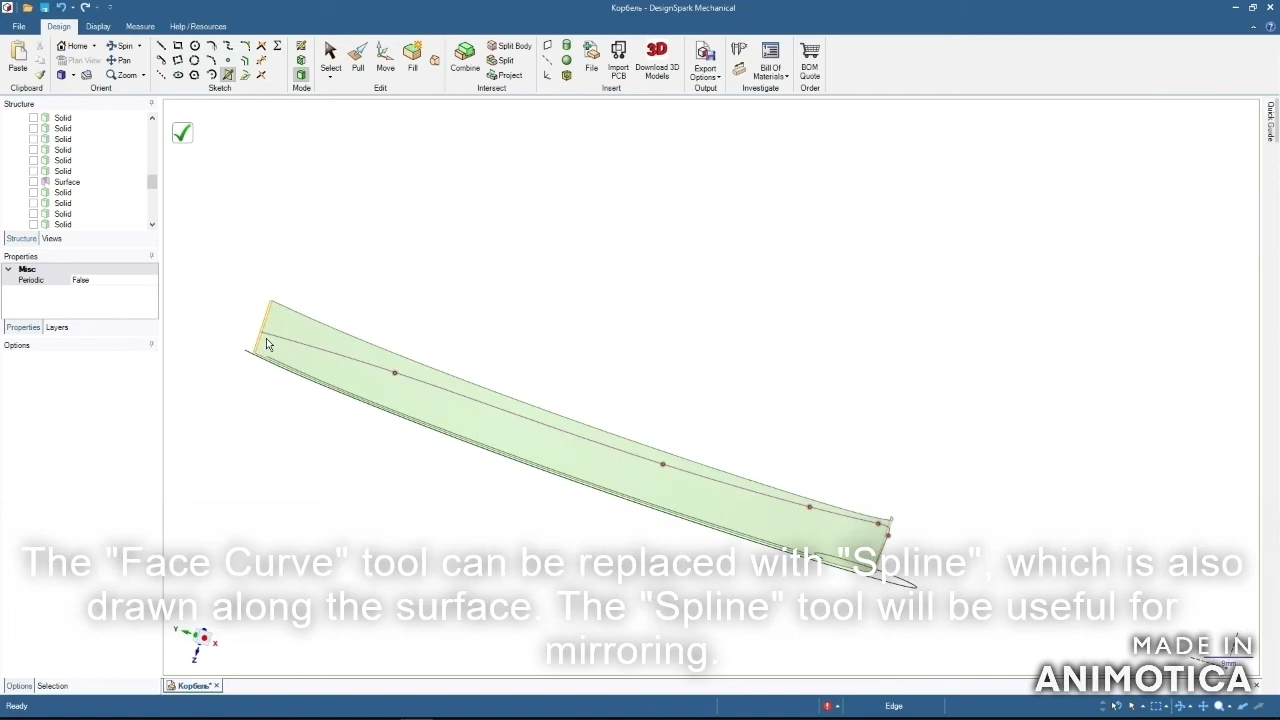 Корбель - DesignSpark Mechanical
File Design Display Measure Help / Resources
Paste
Clipboard
Home
Plan View
Spin
Pan
Zoom
Orient
Sketch
Mode
Select Pull Move Fill
Edit
Combine
Split Body
Split
Project
Intersect
File
Import PCB
Download 3D Models
Insert
3D
Export Options
Output
Bill Of Materials
Investigate
BOM Quote
Order
Structure
Solid
Solid
Solid
Solid
Solid
Solid
Surface
Solid
Solid
Solid
Solid
Structure Views
Properties
Misc
Periodic False
Properties Layers
Options
Quick Guide
The "Face Curve" tool can be replaced with "Spline", which is also
drawn along the surface. The "Spline" tool will be useful for
mirroring.
Y X
Z
MADE IN
ANIMOTICA
Options Selection
Корбель*
Ready
Edge